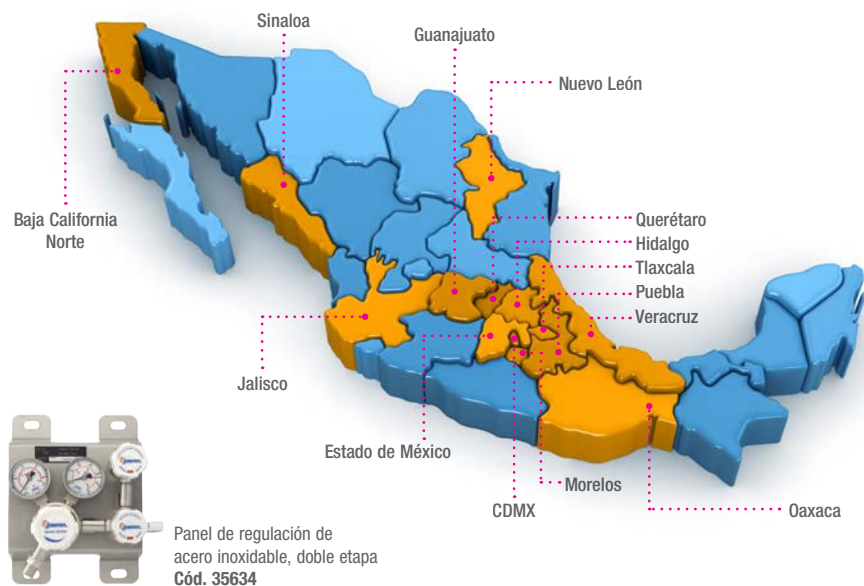 Sinaloa
Guanajuato
Nuevo León
Baja California
Norte
Querétaro
Hidalgo
Tlaxcala
Puebla
Veracruz
Jalisco
Estado de México
Morelos
CDMX
Oaxaca
Panel de regulación de
acero inoxidable, doble etapa
Cód. 35634